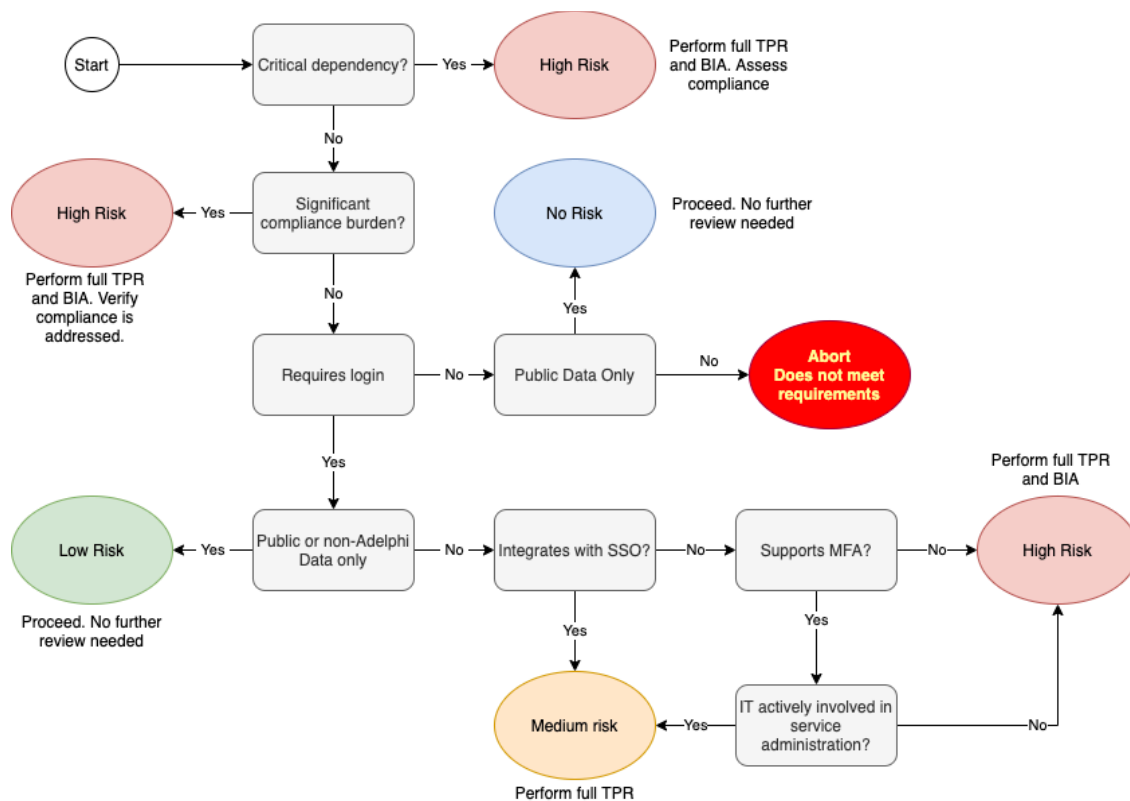 Start
Critical dependency?
Yes
High Risk
Perform full TPR
and BIA. Assess
compliance
No
High Risk
Yes
Significant
compliance burden?
No Risk
Proceed. No further
review needed
Perform full TPR
and BIA. Verify
compliance is
addressed.
No
Yes
Requires login
No
Public Data Only
No
Abort
Does not meet
requirements
Yes
Perform full TPR
and BIA
Low Risk
Yes
Public or non-Adelphi
Data only
No
Integrates with SSO?
No
Supports MFA?
No
High Risk
Proceed. No further
review needed
Yes
Yes
Medium risk
Yes
IT actively involved in
service
administration?
No
Perform full TPR